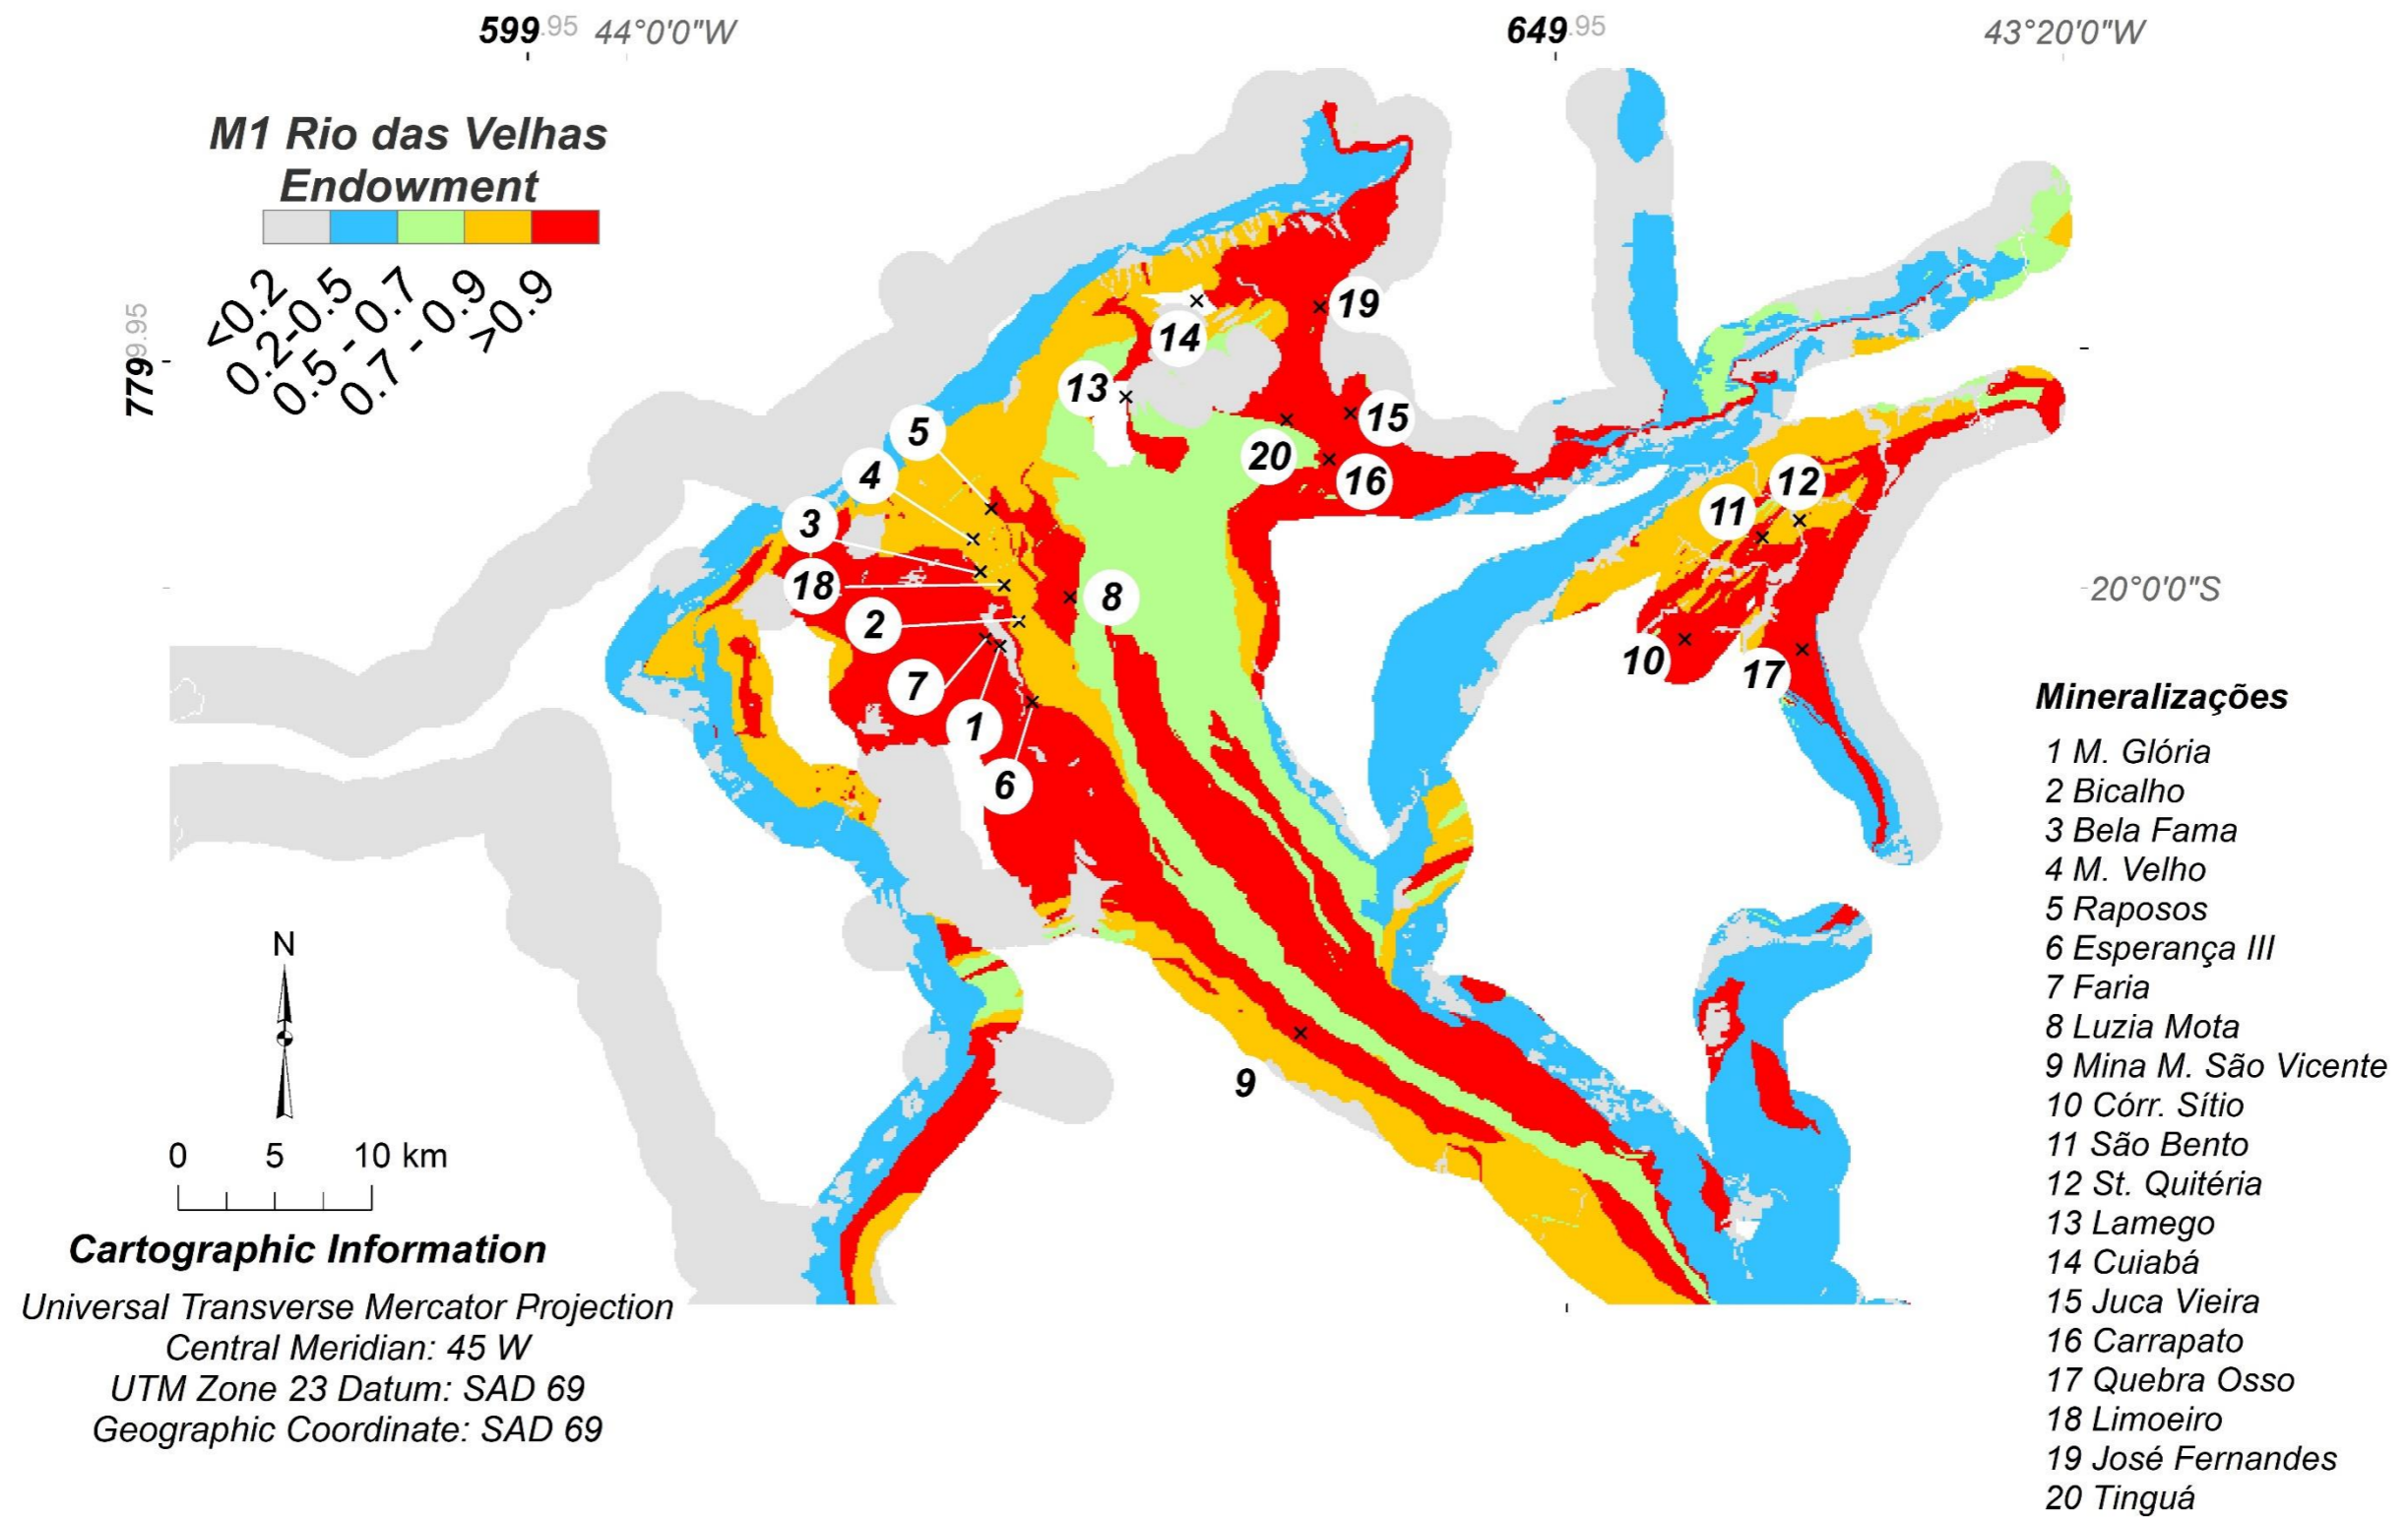 599.95 44°0'0"W 649.95 43°20'0"W
M1 Rio das Velhas
Endowment
<0.2
0.2-0.5
0.5 - 0.7
0.7 - 0.9
>0.9
7799.95
19
14
13
5
15
4
20
16
12
3
11
18
8
20°0'0"S
2
10
17
7
1
6
9
Mineralizações
1 M. Glória
2 Bicalho
3 Bela Fama
4 M. Velho
5 Raposos
6 Esperança III
7 Faria
8 Luzia Mota
9 Mina M. São Vicente
10 Córr. Sítio
11 São Bento
12 St. Quitéria
13 Lamego
14 Cuiabá
15 Juca Vieira
16 Carrapato
17 Quebra Osso
18 Limoeiro
19 José Fernandes
20 Tinguá
N
0 5 10 km
Cartographic Information
Universal Transverse Mercator Projection
Central Meridian: 45 W
UTM Zone 23 Datum: SAD 69
Geographic Coordinate: SAD 69